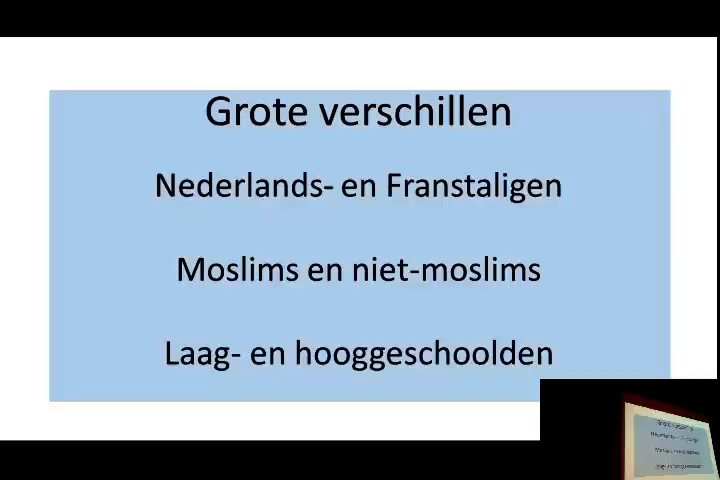 Grote verschillen
Nederlands- en Franstaligen
Moslims en niet-moslims
Laag- en hooggeschoolden